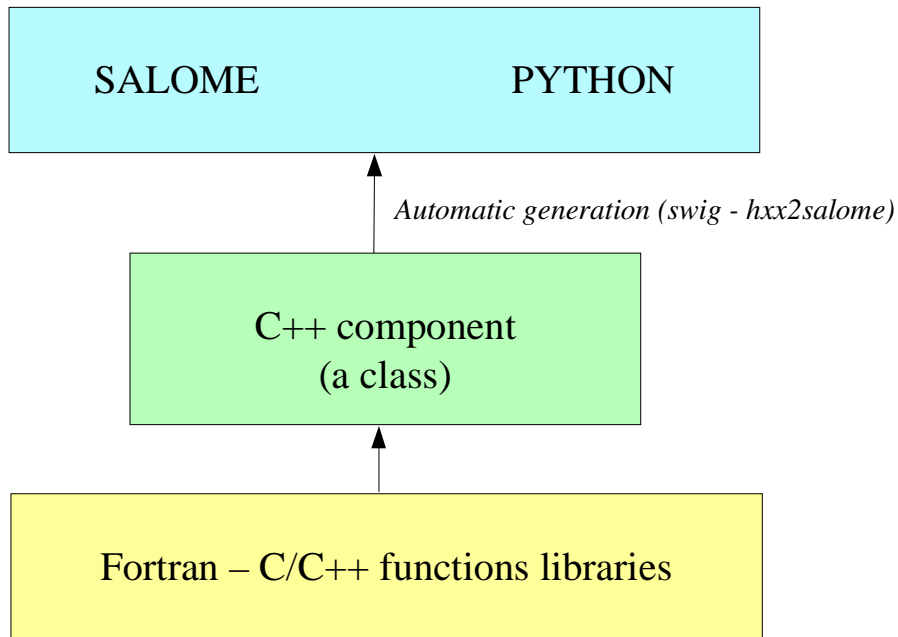 SALOME PYTHON
Automatic generation (swig - hxx2salome)
C++ component
(a class)
Fortran – C/C++ functions libraries